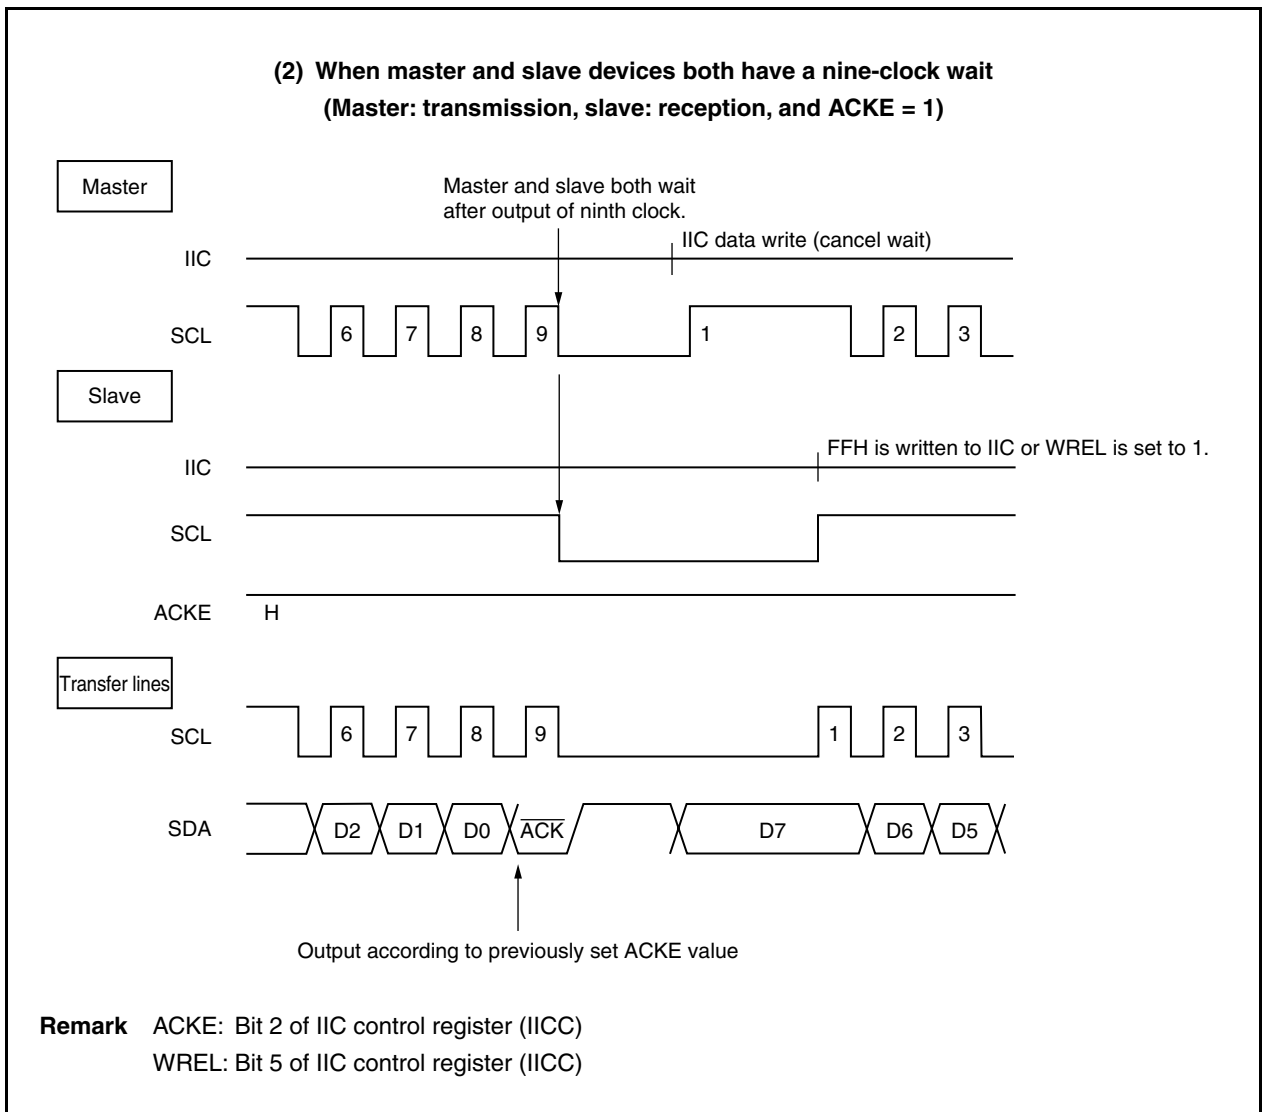 (2) When master and slave devices both have a nine-clock wait
(Master: transmission, slave: reception, and ACKE = 1)
Master
Master and slave both wait
after output of ninth clock.
IIC data write (cancel wait)
IIC
SCL
6 7 8 9 1 2 3
Slave
FFH is written to IIC or WREL is set to 1.
IIC
SCL
ACKE H
Transfer lines
SCL
6 7 8 9 1 2 3
SDA
D2 D1 D0 ACK D7 D6 D5
Output according to previously set ACKE value
Remark ACKE: Bit 2 of IIC control register (IICC)
WREL: Bit 5 of IIC control register (IICC)